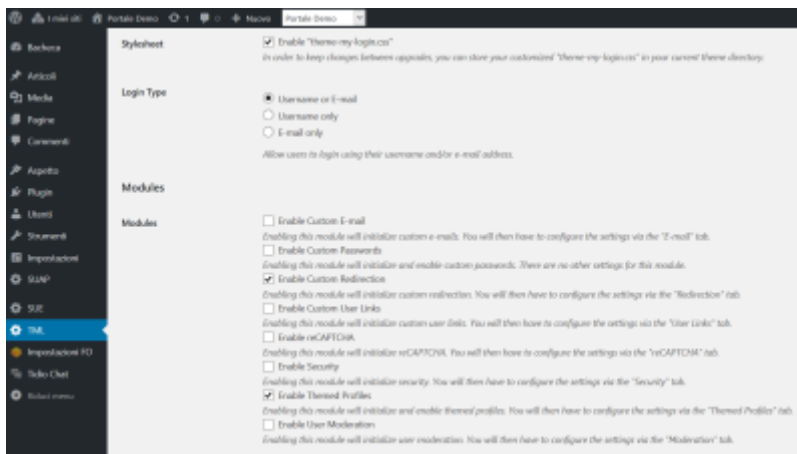 I miei siti Portale Demo 1 0 Nuovo Portale Demo
Bacheca
Articoli
Media
Pagine
Commenti
Aspetto
Plugin
Utenti
Strumenti
Impostazioni
SUAP
SUE
TML
Impostazioni FO
Tidio Chat
Riduci menu
Stylesheet
Enable "theme-my-login.css"
In order to keep changes between upgrades, you can store your customized "theme-my-login.css" in your current theme directory.
Login Type
Username or E-mail
Username only
E-mail only
Allow users to login using their username and/or e-mail address.
Modules
Modules
Enable Custom E-mail
Enabling this module will initialize custom e-mails. You will then have to configure the settings via the "E-mail" tab.
Enable Custom Passwords
Enabling this module will initialize and enable custom passwords. There are no other settings for this module.
Enable Custom Redirection
Enabling this module will initialize custom redirection. You will then have to configure the settings via the "Redirection" tab.
Enable Custom User Links
Enabling this module will initialize custom user links. You will then have to configure the settings via the "User Links" tab.
Enable reCAPTCHA
Enabling this module will initialize reCAPTCHA. You will then have to configure the settings via the "reCAPTCHA" tab.
Enable Security
Enabling this module will initialize security. You will then have to configure the settings via the "Security" tab.
Enable Themed Profiles
Enabling this module will initialize and enable themed profiles. You will then have to configure the settings via the "Themed Profiles" tab.
Enable User Moderation
Enabling this module will initialize user moderation. You will then have to configure the settings via the "Moderation" tab.